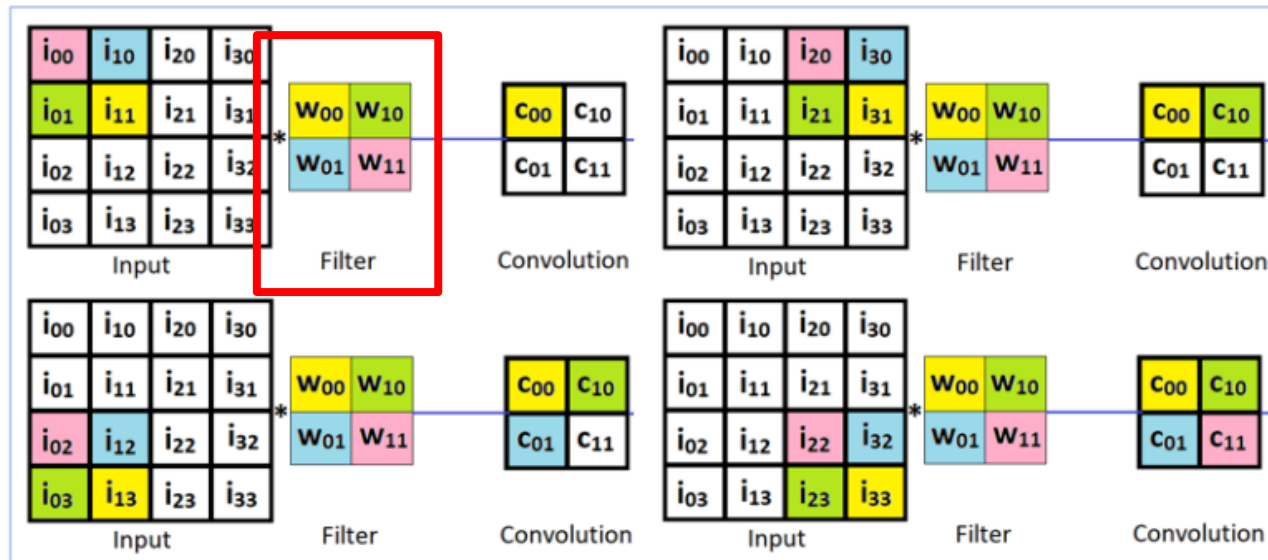 i00 i10 i20 i30 i00 i10 i20 i30
i01 i11 i21 i31 w00 w10 c00 c10 i01 i11 i21 i31 w00 w10 c00 c10
* *
i02 i12 i22 i32 w01 w11 c01 c11 i02 i12 i22 i32 w01 w11 c01 c11
i03 i13 i23 i33 i03 i13 i23 i33
Input Filter Convolution Input Filter Convolution
i00 i10 i20 i30 i00 i10 i20 i30
i01 i11 i21 i31 w00 w10 c00 c10 i01 i11 i21 i31 w00 w10 c00 c10
* *
i02 i12 i22 i32 w01 w11 c01 c11 i02 i12 i22 i32 w01 w11 c01 c11
i03 i13 i23 i33 i03 i13 i23 i33
Input Filter Convolution Input Filter Convolution